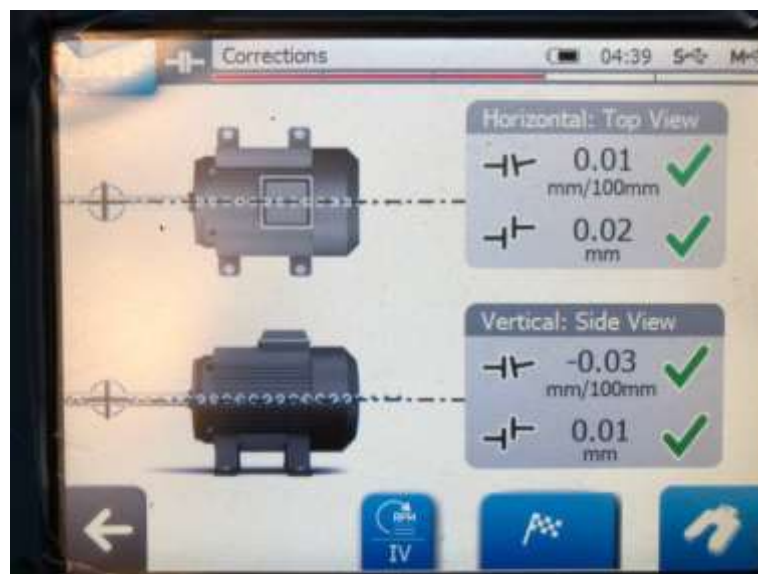 Corrections
04:39
S
M
Horizontal: Top View
0.01
mm/100mm
0.02
mm
Vertical: Side View
-0.03
mm/100mm
0.01
mm
RPM
IV